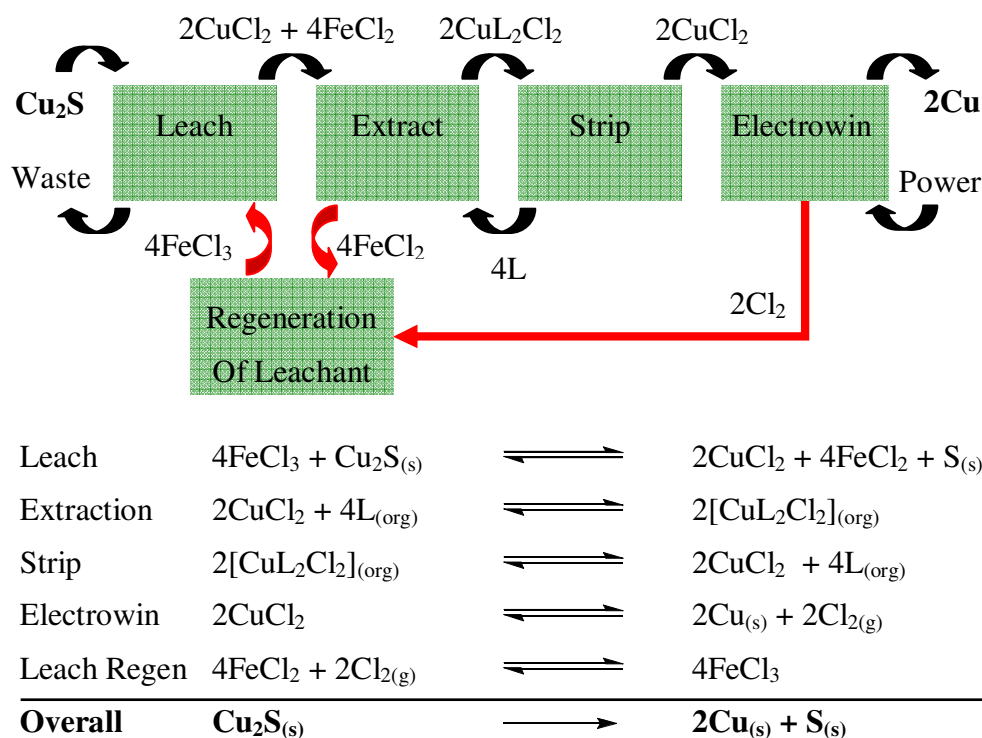 2CuCl₂ + 4FeCl₂ 2CuL₂Cl₂ 2CuCl₂
Cu₂S Leach Extract Strip Electrowin 2Cu
Waste Power
4FeCl₃ 4FeCl₂ 4L
2Cl₂
Regeneration
Of Leachant
Leach 4FeCl₃ + Cu₂S(s) ⇌ 2CuCl₂ + 4FeCl₂ + S(s)
Extraction 2CuCl₂ + 4L(org) ⇌ 2[CuL₂Cl₂](org)
Strip 2[CuL₂Cl₂](org) ⇌ 2CuCl₂ + 4L(org)
Electrowin 2CuCl₂ ⇌ 2Cu(s) + 2Cl₂(g)
Leach Regen 4FeCl₂ + 2Cl₂(g) ⇌ 4FeCl₃
Overall Cu₂S(s) → 2Cu(s) + S(s)